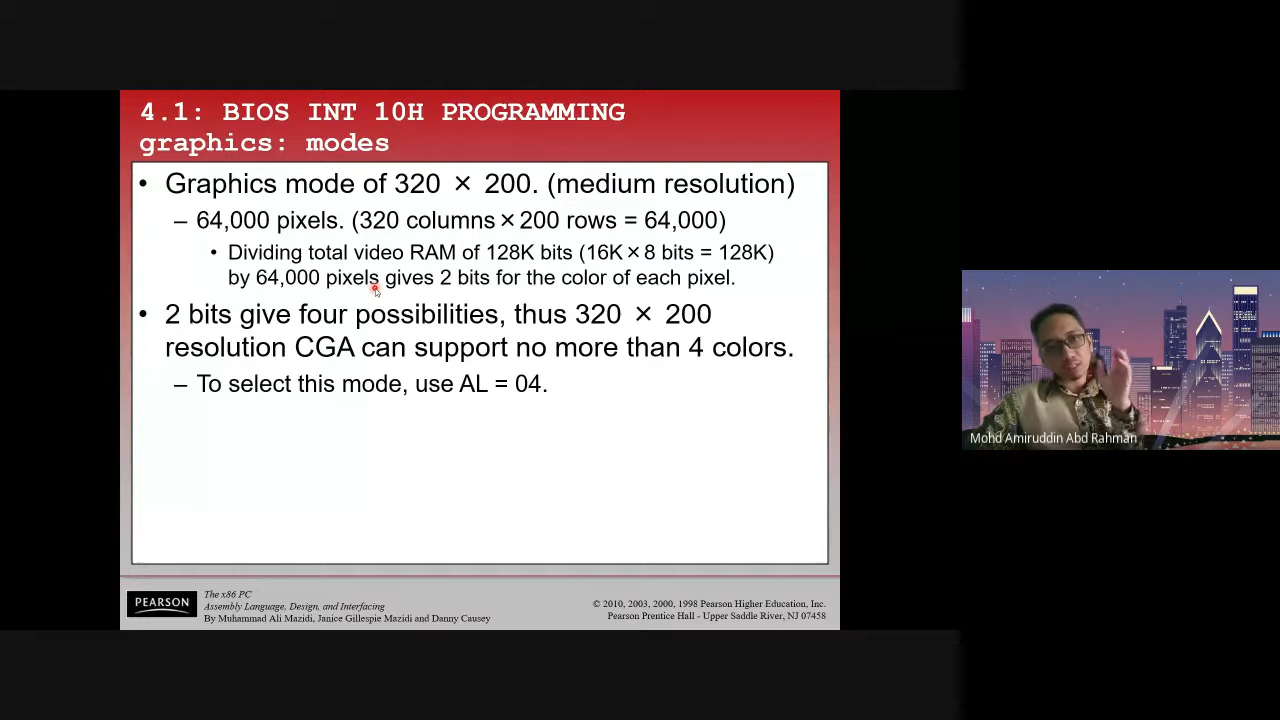 4.1: BIOS INT 10H PROGRAMMING
graphics: modes
• Graphics mode of 320 × 200. (medium resolution)
– 64,000 pixels. (320 columns × 200 rows = 64,000)
• Dividing total video RAM of 128K bits (16K × 8 bits = 128K)
by 64,000 pixels gives 2 bits for the color of each pixel.
• 2 bits give four possibilities, thus 320 × 200
resolution CGA can support no more than 4 colors.
– To select this mode, use AL = 04.
PEARSON
The x86 PC
Assembly Language, Design, and Interfacing
By Muhammad Ali Mazidi, Janice Gillespie Mazidi and Danny Causey
© 2010, 2003, 2000, 1998 Pearson Higher Education, Inc.
Pearson Prentice Hall - Upper Saddle River, NJ 07458
Mohd Amiruddin Abd Rahman